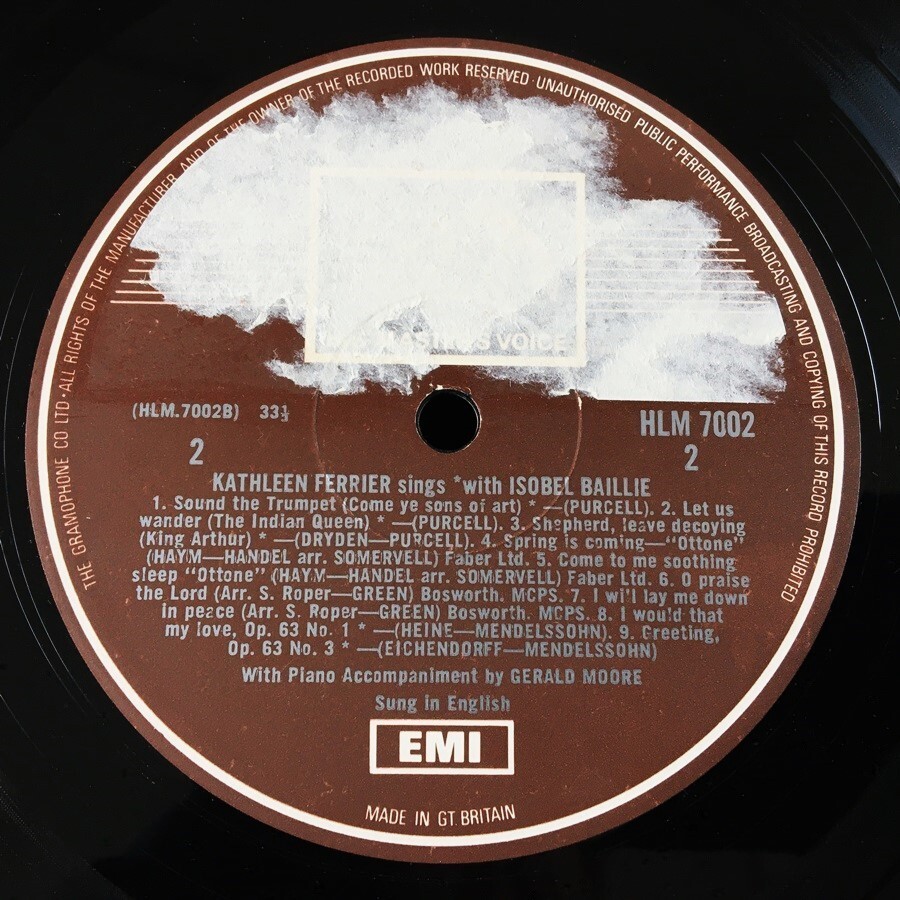 THE GRAMOPHONE CO LTD · ALL RIGHTS OF THE MANUFACTURER AND OF THE OWNER OF THE RECORDED WORK RESERVED · UNAUTHORISED PUBLIC PERFORMANCE BROADCASTING AND COPYING OF THIS RECORD PROHIBITED
VOICE
(HLM.7002B) 33⅓
HLM 7002
2
2
KATHLEEN FERRIER sings *with ISOBEL BAILLIE
1. Sound the Trumpet (Come ye sons of art) * —(PURCELL). 2. Let us
wander (The Indian Queen) * —(PURCELL). 3. Shepherd, leave decoying
(King Arthur) * —(DRYDEN—PURCELL). 4. Spring is coming—"Ottone"
(HAYM—HANDEL arr. SOMERVELL) Faber Ltd. 5. Come to me soothing
sleep "Ottone" (HAYM—HANDEL arr. SOMERVELL) Faber Ltd. 6. O praise
the Lord (Arr. S. Roper—GREEN) Bosworth. MCPS. 7. I will lay me down
in peace (Arr. S. Roper—GREEN) Bosworth. MCPS. 8. I would that
my love, Op. 63 No. 1 * —(HEINE—MENDELSSOHN). 9. Greeting,
Op. 63 No. 3 * —(EICHENDORFF—MENDELSSOHN)
With Piano Accompaniment by GERALD MOORE
Sung in English
EMI
MADE IN GT. BRITAIN